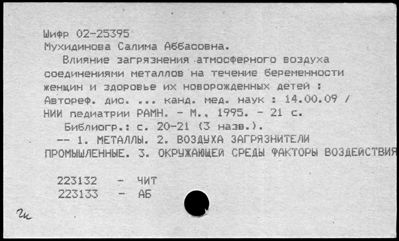 Шифр 02-25395
Мухидинова Салима Аббасовна.
Влияние загрязнения атмосферного воздуха
соединениями металлов на течение беременности
женщин и здоровье их новорожденных детей :
Автореф. дис. ... канд. мед. наук : 14.00.09 /
НИИ педиатрии РАМН. - М., 1995. - 21 с.
Библиогр.: с. 20-21 (3 назв.).
-- 1. МЕТАЛЛЫ. 2. ВОЗДУХА ЗАГРЯЗНИТЕЛИ
ПРОМЫШЛЕННЫЕ. 3. ОКРУЖАЮЩЕЙ СРЕДЫ ФАКТОРЫ ВОЗДЕЙСТВИЯ
223132 - ЧИТ
223133 - АБ